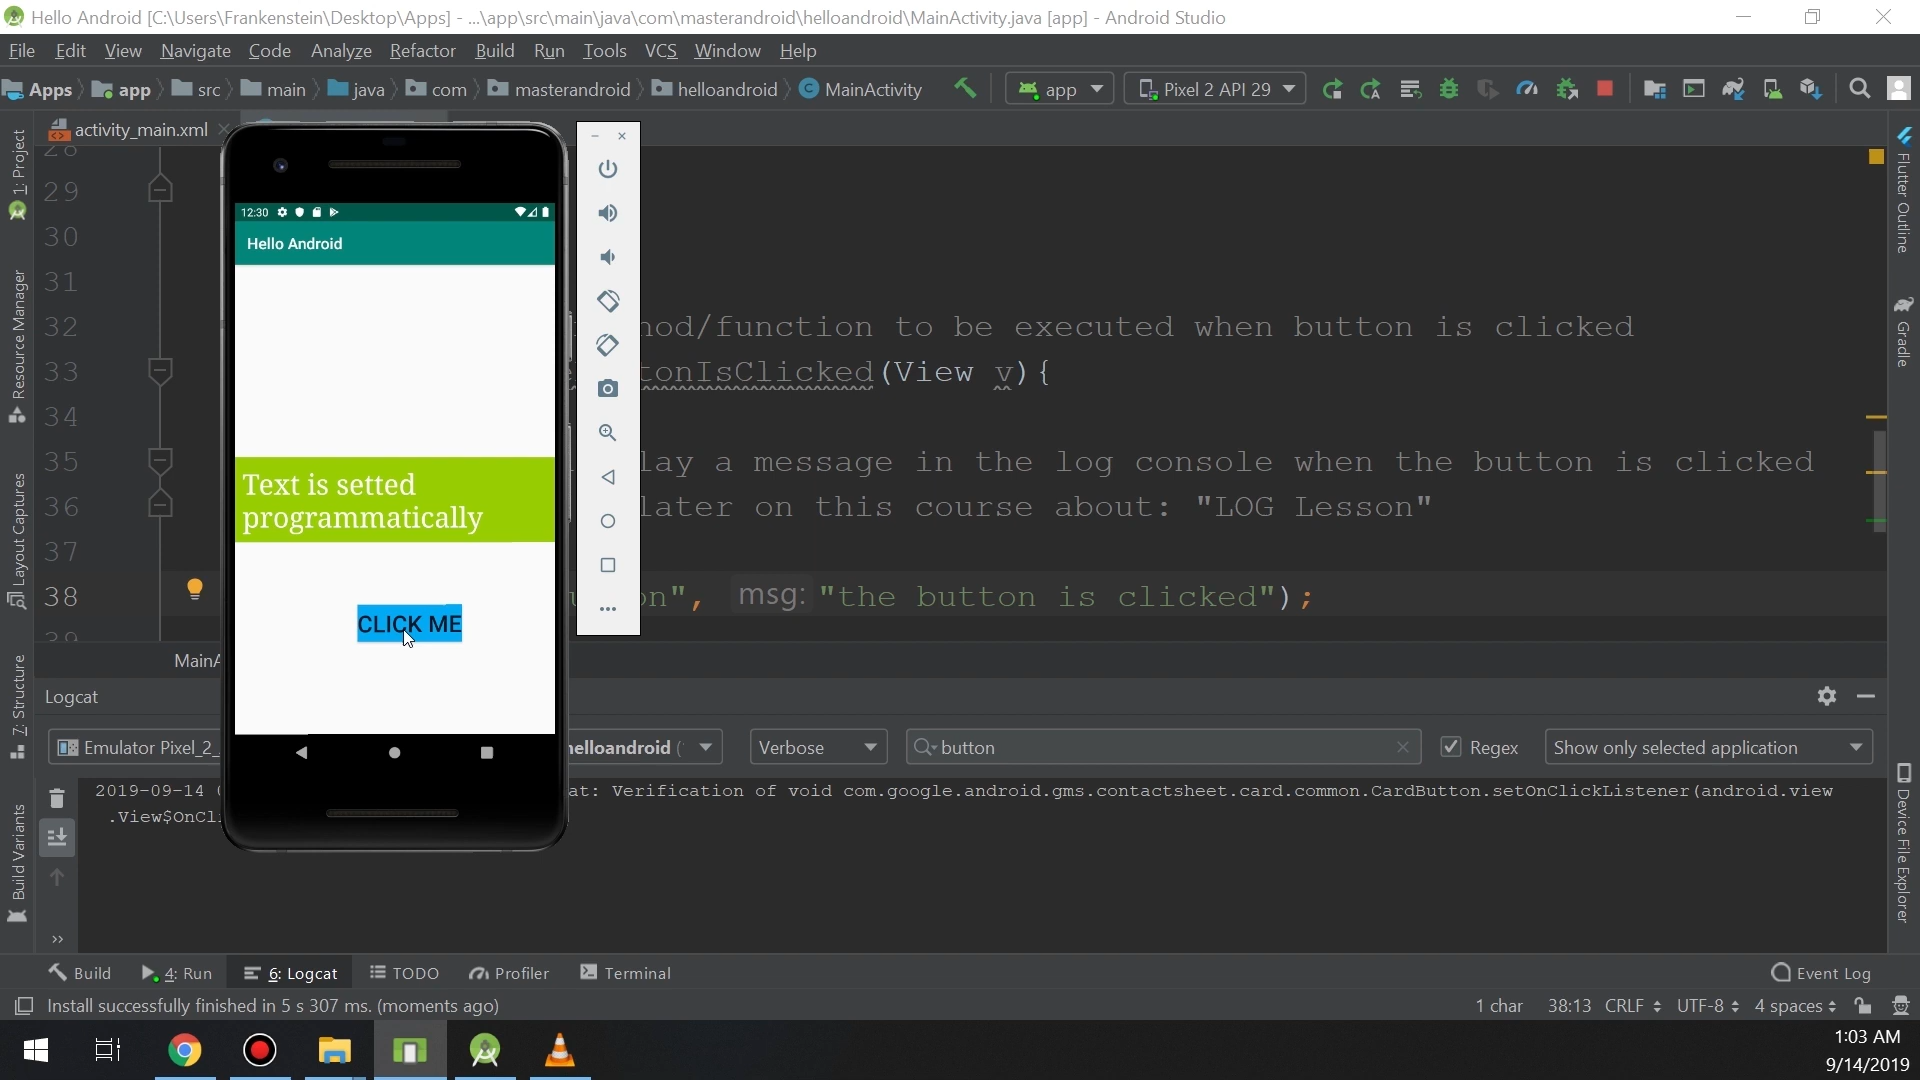 Hello Android [C:\Users\Frankenstein\Desktop\Apps] - ...\app\src\main\java\com\masterandroid\helloandroid\MainActivity.java [app] - Android Studio
File Edit View Navigate Code Analyze Refactor Build Run Tools VCS Window Help
Apps app src main java com masterandroid helloandroid MainActivity app Pixel 2 API 29
activity_main.xml
1: Project
Resource Manager
Layout Captures
7: Structure
Build Variants
Flutter Outline
Gradle
Device File Explorer
28
29
30
31
32 hod/function to be executed when button is clicked
33 tonIsClicked(View v){
34
35 lay a message in the log console when the button is clicked
36 later on this course about: "LOG Lesson"
37
38 on", msg: "the button is clicked");
39
12:30
Hello Android
Text is setted
programmatically
CLICK ME
MainA
Logcat
Emulator Pixel_2_ helloandroid ( Verbose button Regex Show only selected application
2019-09-14 at: Verification of void com.google.android.gms.contactsheet.card.common.CardButton.setOnClickListener(android.view
.View$OnCli
Build 4: Run 6: Logcat TODO Profiler Terminal Event Log
Install successfully finished in 5 s 307 ms. (moments ago) 1 char 38:13 CRLF UTF-8 4 spaces
1:03 AM
9/14/2019